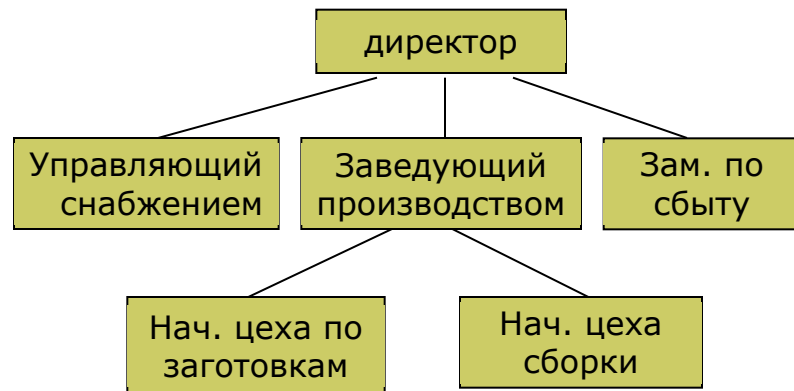 директор
Управляющий
снабжением
Заведующий
производством
Зам. по
сбыту
Нач. цеха по
заготовкам
Нач. цеха
сборки